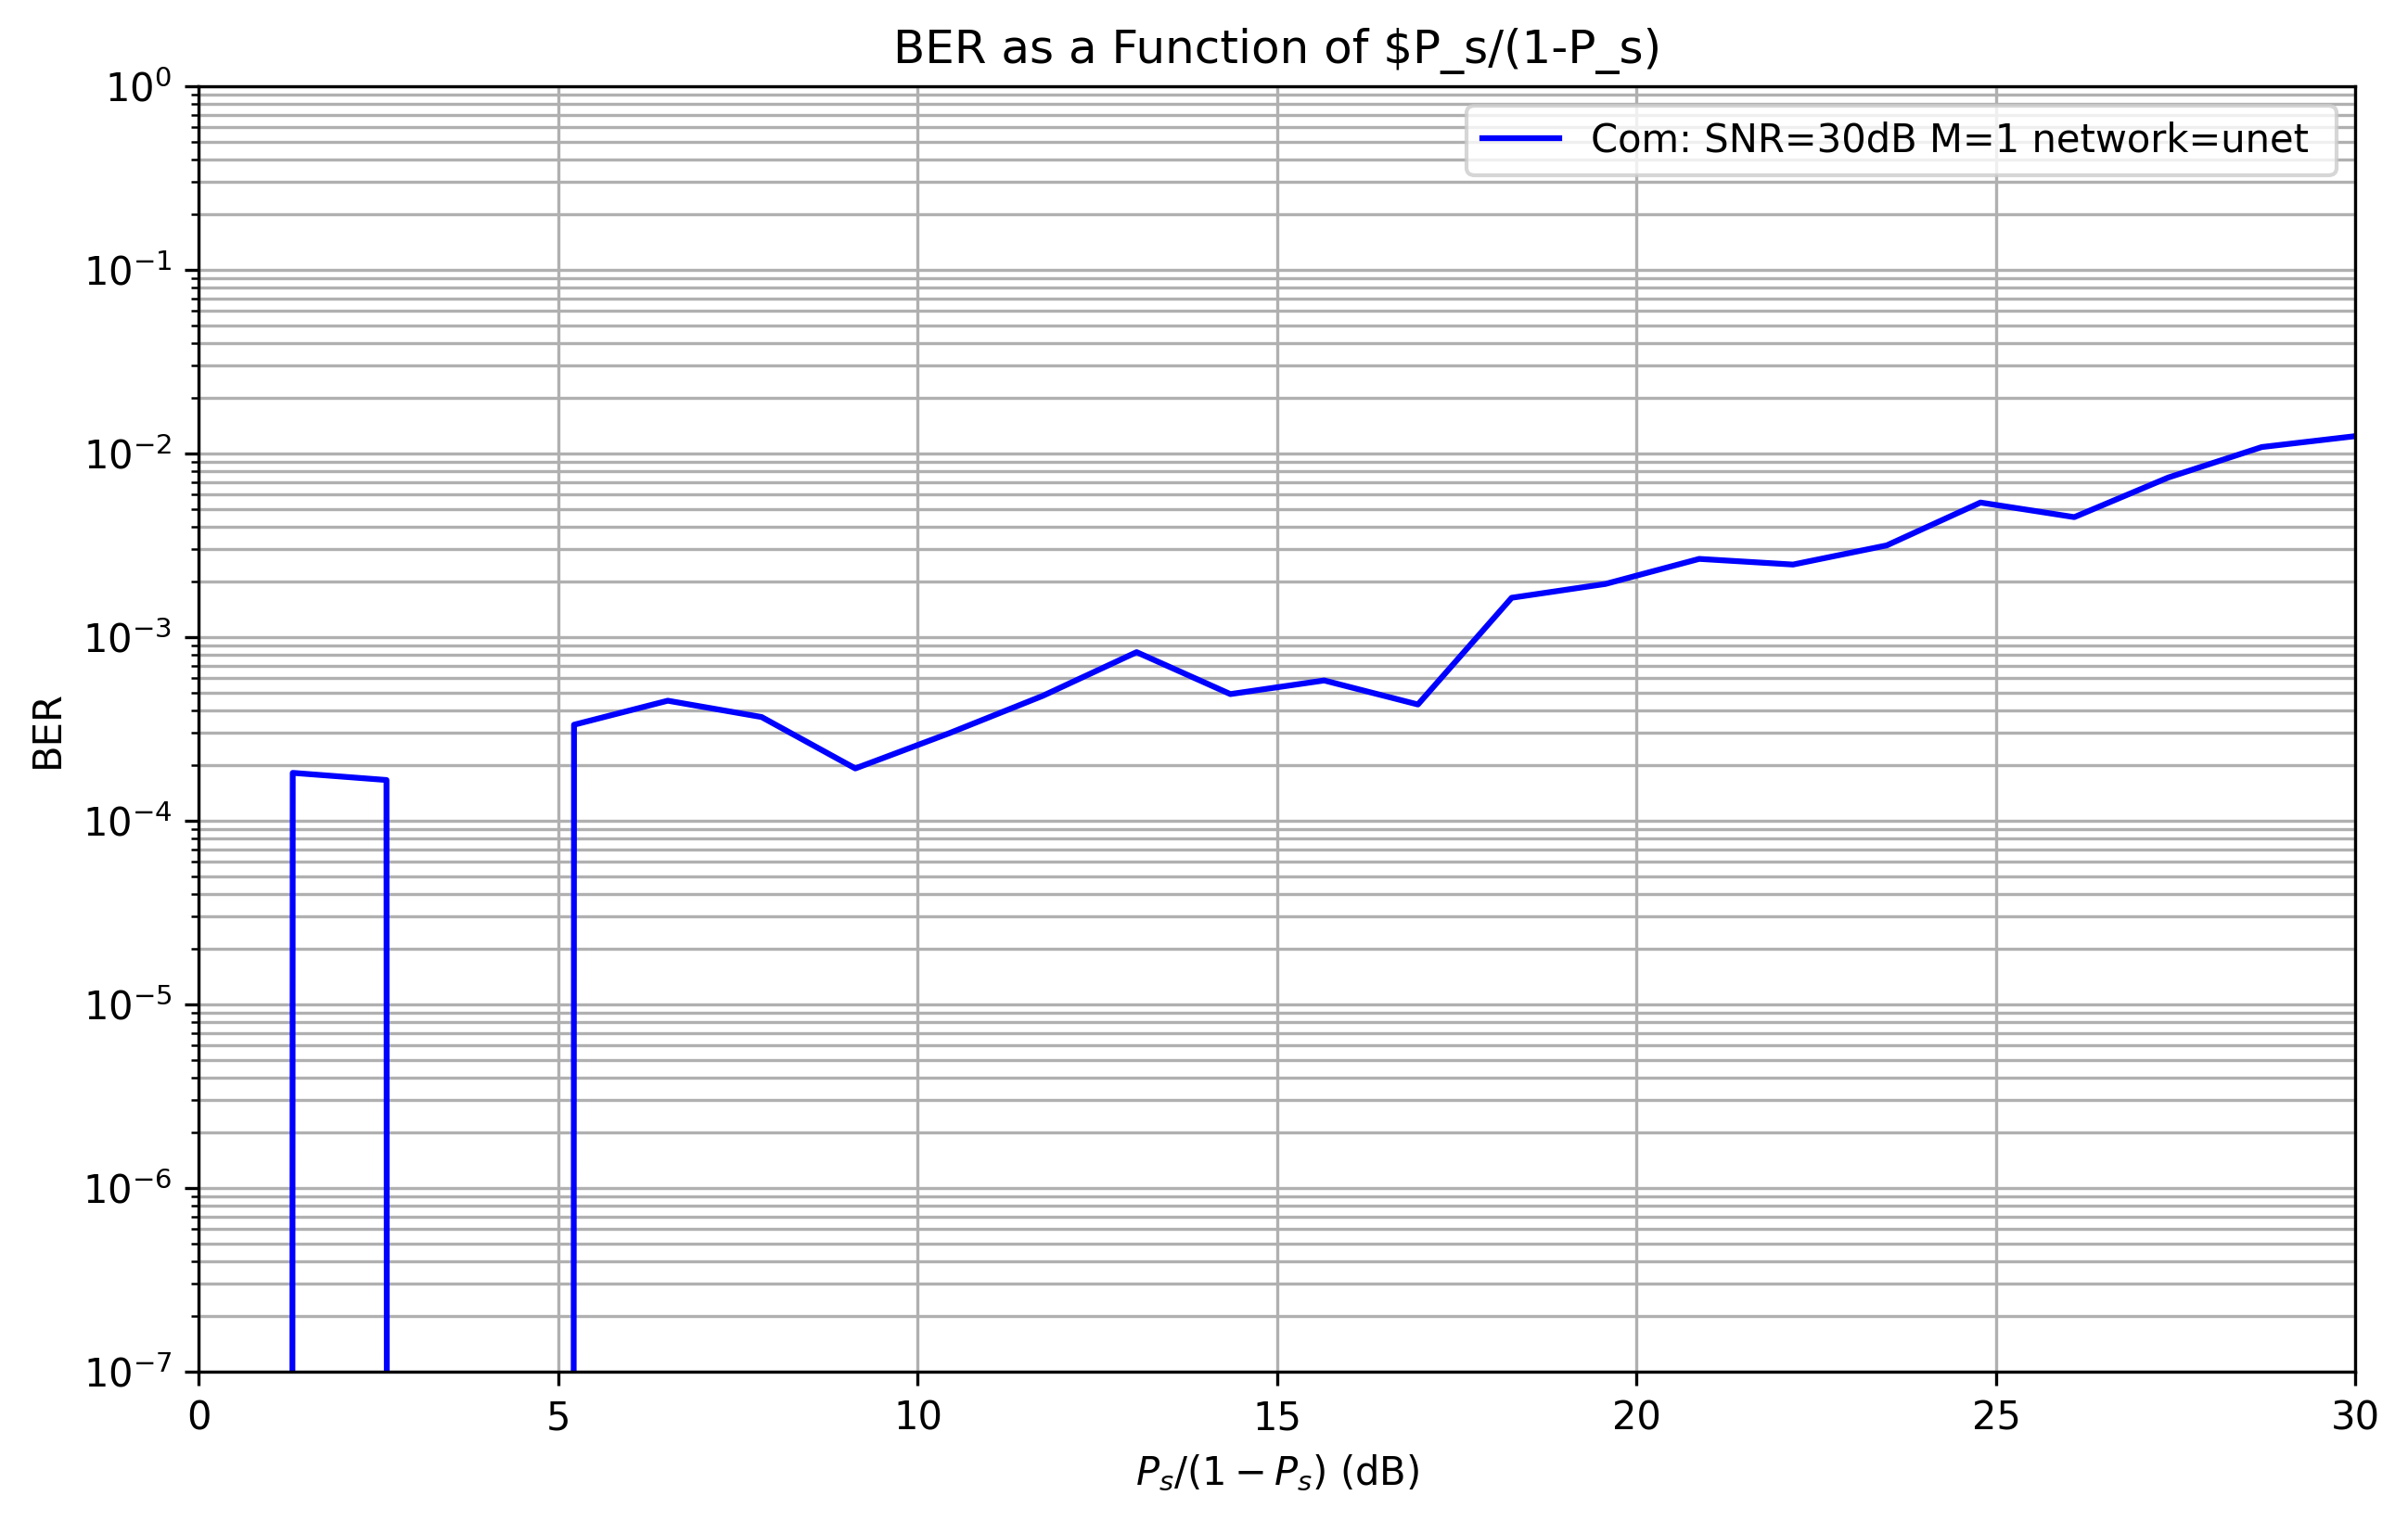 BER as a Function of $P_s/(1-P_s)
10⁰
Com: SNR=30dB M=1 network=unet
10⁻¹
10⁻²
10⁻³
BER
10⁻⁴
10⁻⁵
10⁻⁶
10⁻⁷
0 5 10 15 20 25 30
Pₛ/(1 − Pₛ) (dB)